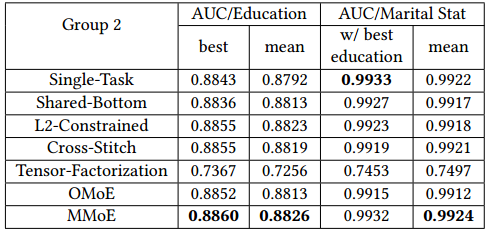 Group 2 AUC/Education AUC/Marital Stat
best mean w/ best education mean
Single-Task 0.8843 0.8792 0.9933 0.9922
Shared-Bottom 0.8836 0.8813 0.9927 0.9917
L2-Constrained 0.8855 0.8823 0.9923 0.9918
Cross-Stitch 0.8855 0.8819 0.9919 0.9921
Tensor-Factorization 0.7367 0.7256 0.7453 0.7497
OMoE 0.8852 0.8813 0.9915 0.9912
MMoE 0.8860 0.8826 0.9932 0.9924